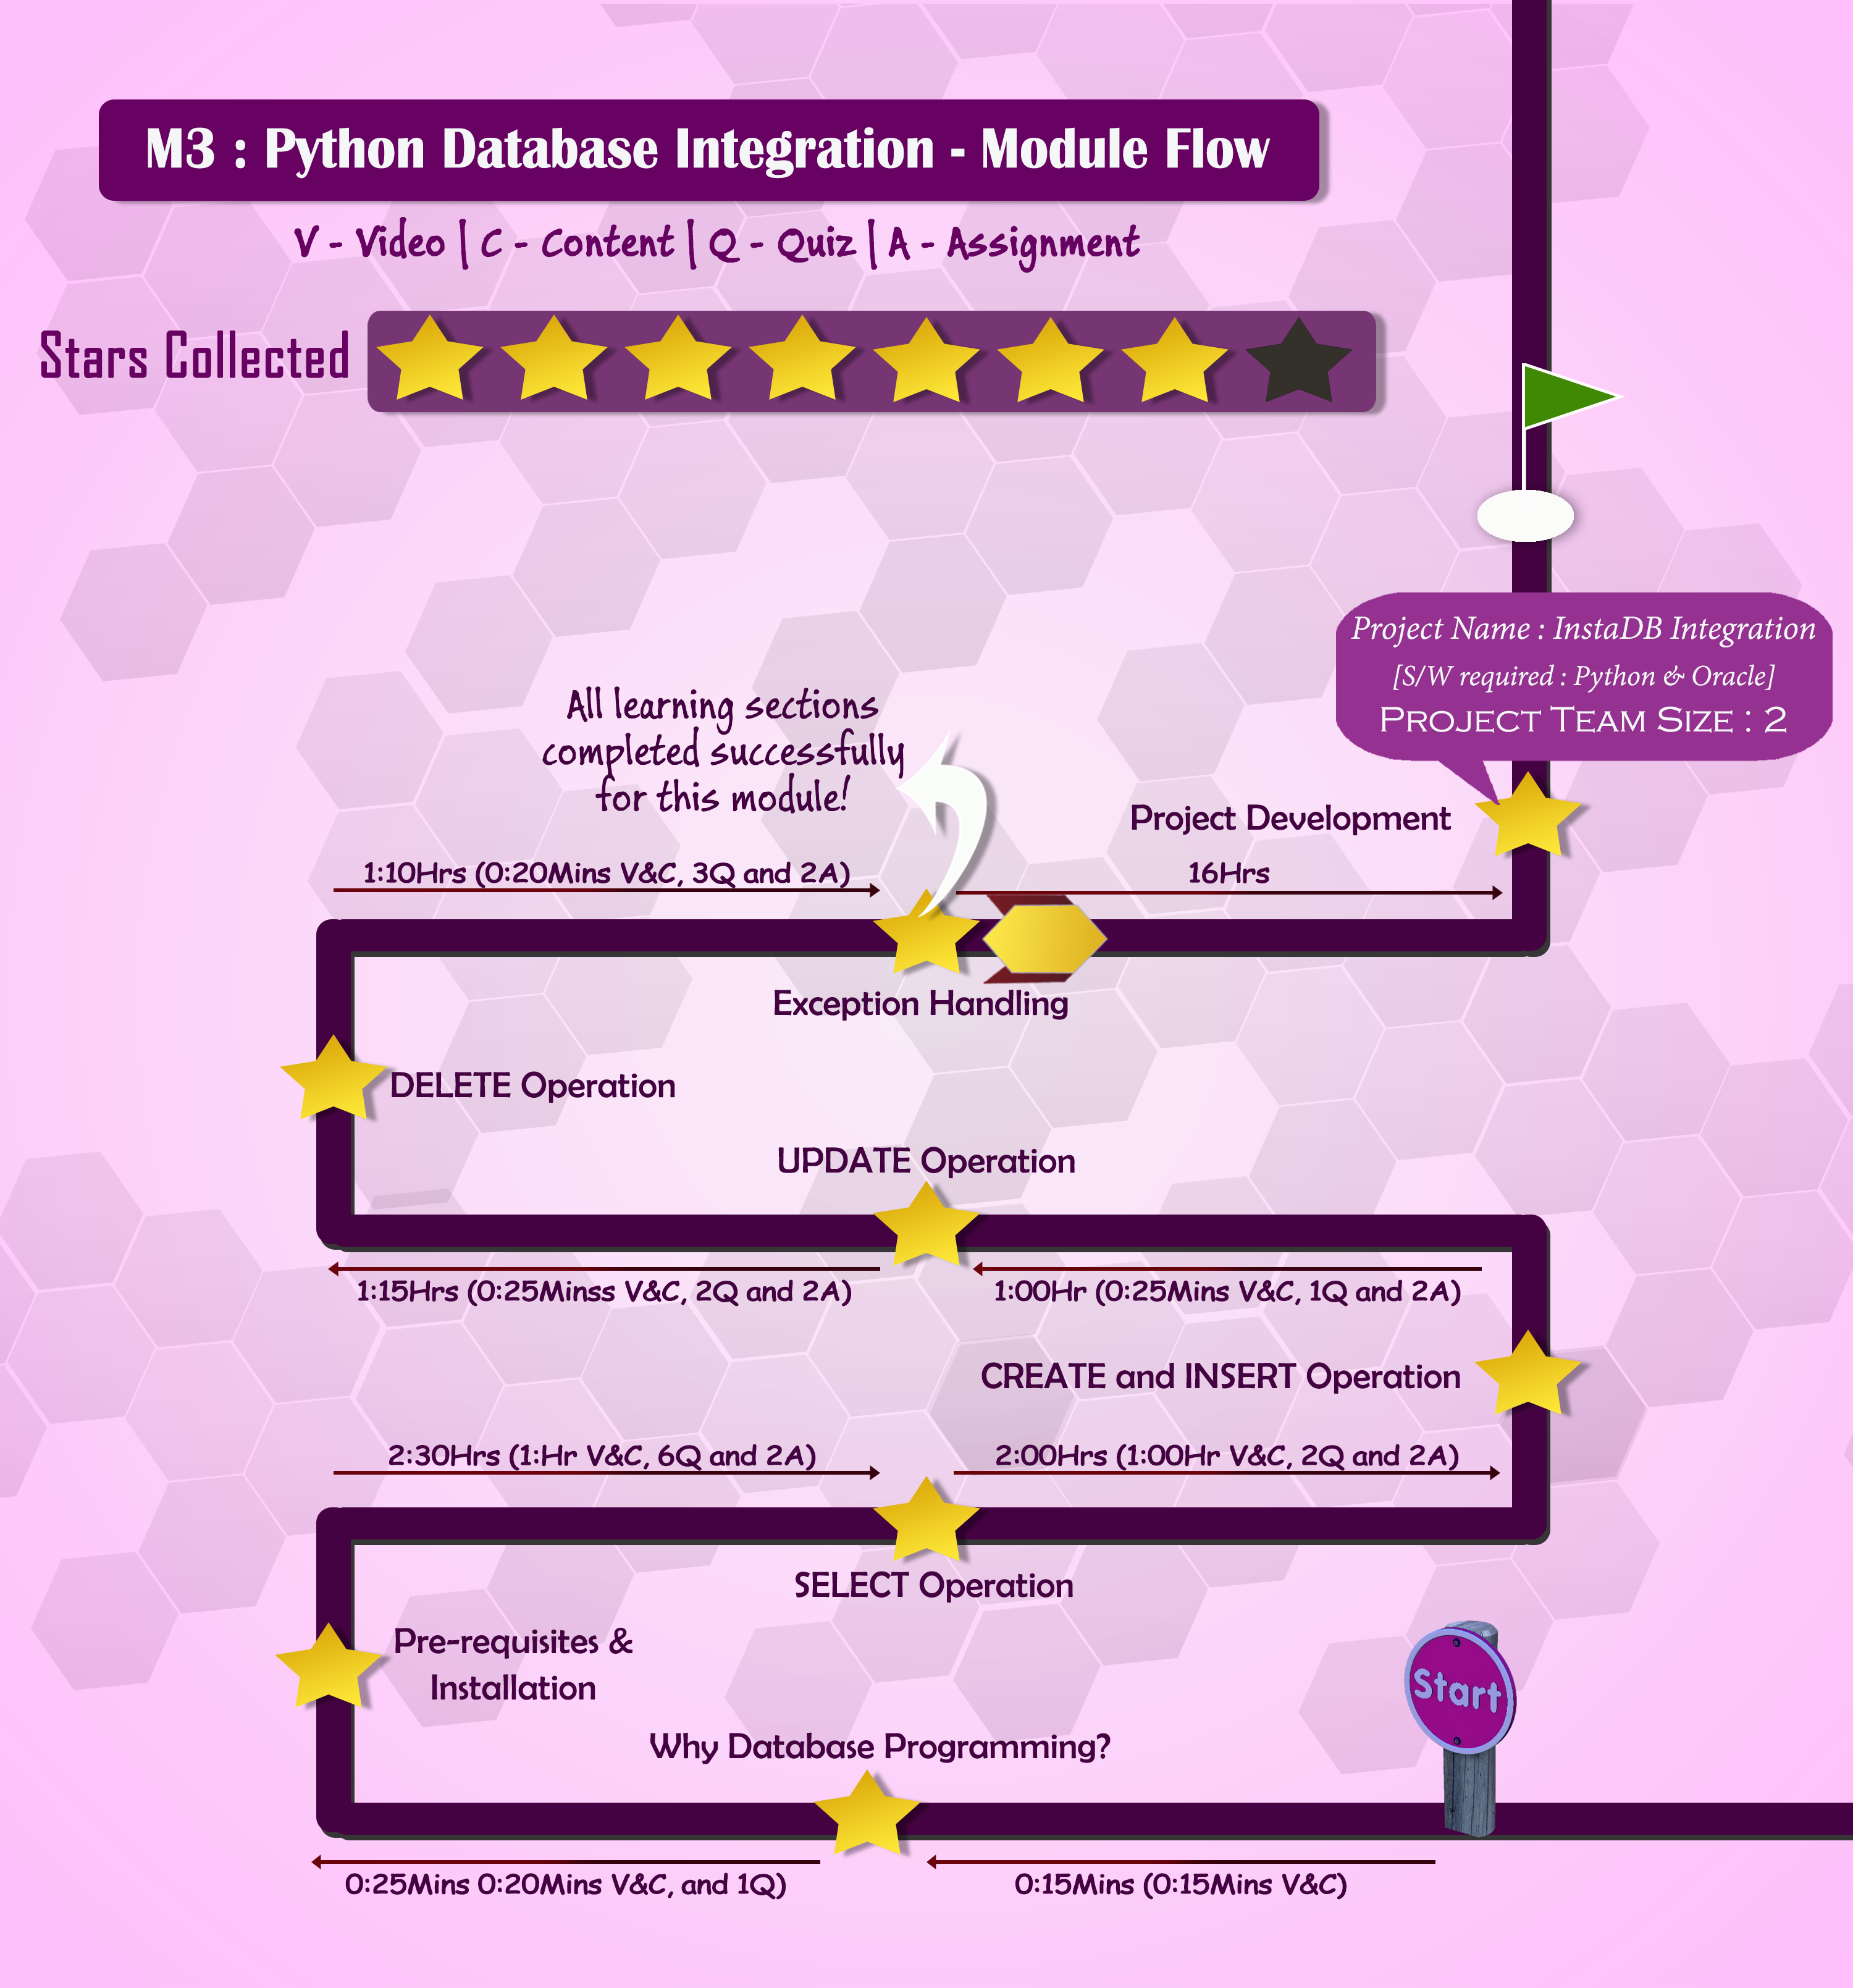 M3 : Python Database Integration - Module Flow
V - Video | C - Content | Q - Quiz | A - Assignment
Stars Collected
Project Name : InstaDB Integration
[S/W required : Python & Oracle]
Project Team Size : 2
All learning sections
completed successfully
for this module!
Project Development
1:10Hrs (0:20Mins V&C, 3Q and 2A)
16Hrs
Exception Handling
DELETE Operation
UPDATE Operation
1:15Hrs (0:25Minss V&C, 2Q and 2A)
1:00Hr (0:25Mins V&C, 1Q and 2A)
CREATE and INSERT Operation
2:30Hrs (1:Hr V&C, 6Q and 2A)
2:00Hrs (1:00Hr V&C, 2Q and 2A)
SELECT Operation
Pre-requisites &
Installation
Start
Why Database Programming?
0:25Mins 0:20Mins V&C, and 1Q)
0:15Mins (0:15Mins V&C)